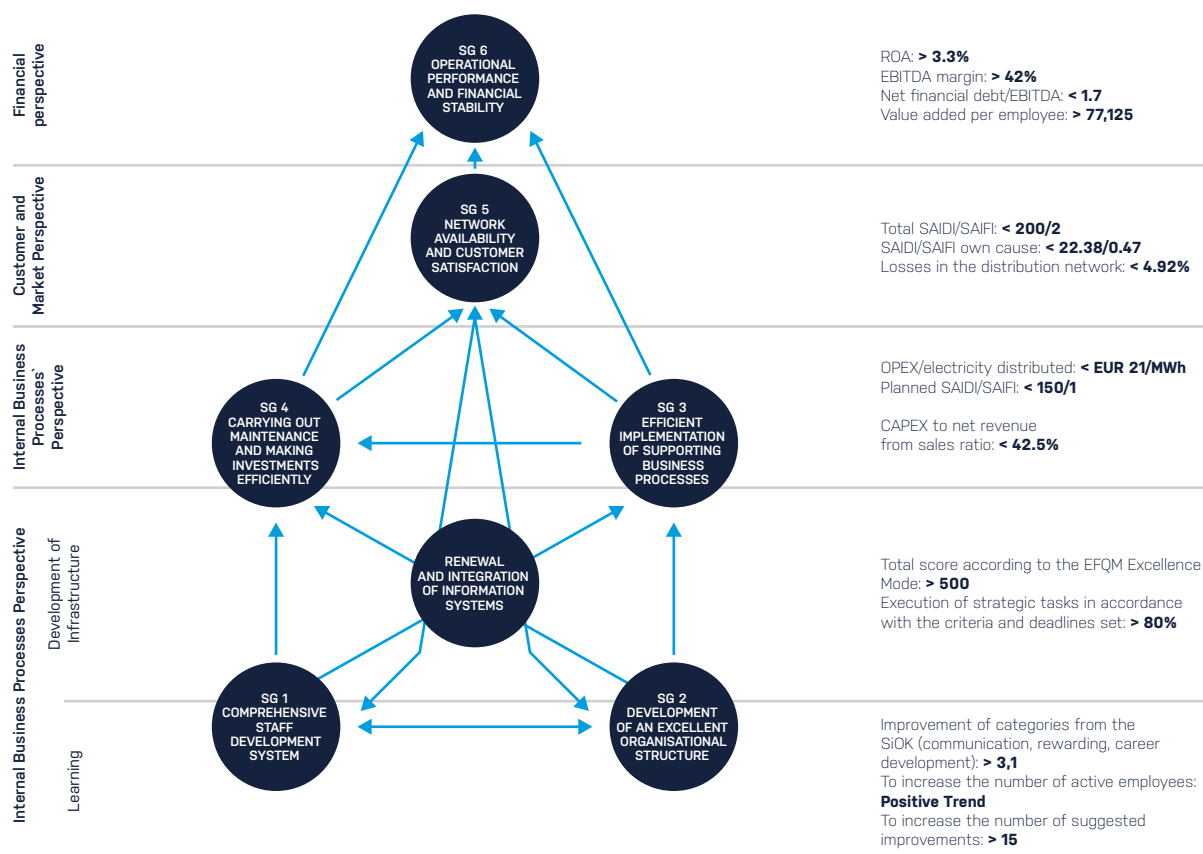 Financial
perspective
SG 6
OPERATIONAL
PERFORMANCE
AND FINANCIAL
STABILITY
ROA: > 3.3%
EBITDA margin: > 42%
Net financial debt/EBITDA: < 1.7
Value added per employee: > 77,125
Customer and
Market Perspective
SG 5
NETWORK
AVAILABILITY
AND CUSTOMER
SATISFACTION
Total SAIDI/SAIFI: < 200/2
SAIDI/SAIFI own cause: < 22.38/0.47
Losses in the distribution network: < 4.92%
Internal Business
Processes`
Perspective
SG 4
CARRYING OUT
MAINTENANCE
AND MAKING
INVESTMENTS
EFFICIENTLY
SG 3
EFFICIENT
IMPLEMENTATION
OF SUPPORTING
BUSINESS
PROCESSES
OPEX/electricity distributed: < EUR 21/MWh
Planned SAIDI/SAIFI: < 150/1
CAPEX to net revenue
from sales ratio: < 42.5%
Internal Business Processes Perspective
Development of
Infrastructure
RENEWAL
AND INTEGRATION
OF INFORMATION
SYSTEMS
Total score according to the EFQM Excellence
Mode: > 500
Execution of strategic tasks in accordance
with the criteria and deadlines set: > 80%
Learning
SG 1
COMPREHENSIVE
STAFF
DEVELOPMENT
SYSTEM
SG 2
DEVELOPMENT
OF AN EXCELLENT
ORGANISATIONAL
STRUCTURE
Improvement of categories from the
SiOK (communication, rewarding, career
development): > 3,1
To increase the number of active employees:
Positive Trend
To increase the number of suggested
improvements: > 15